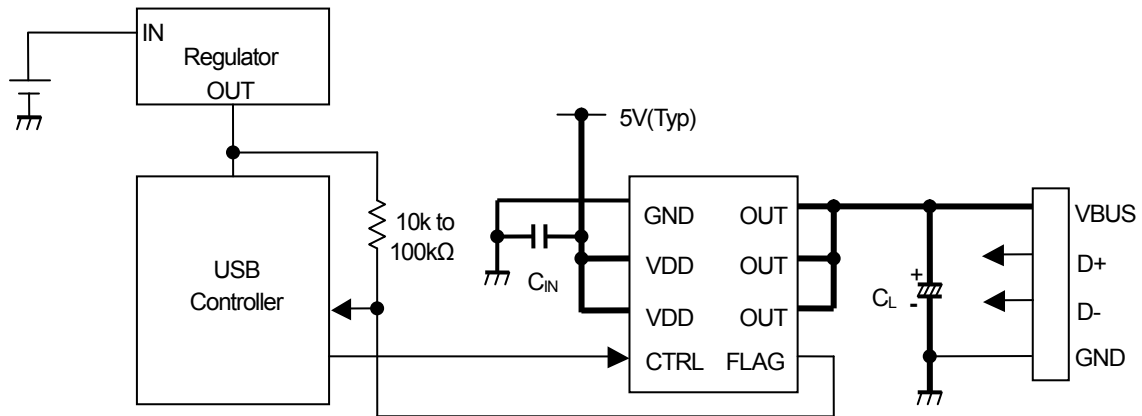 IN
Regulator
OUT
5V(Typ)
10k to
100kΩ
USB
Controller
CIN
GND
VDD
VDD
CTRL
OUT
OUT
OUT
FLAG
+
CL
-
VBUS
D+
D-
GND